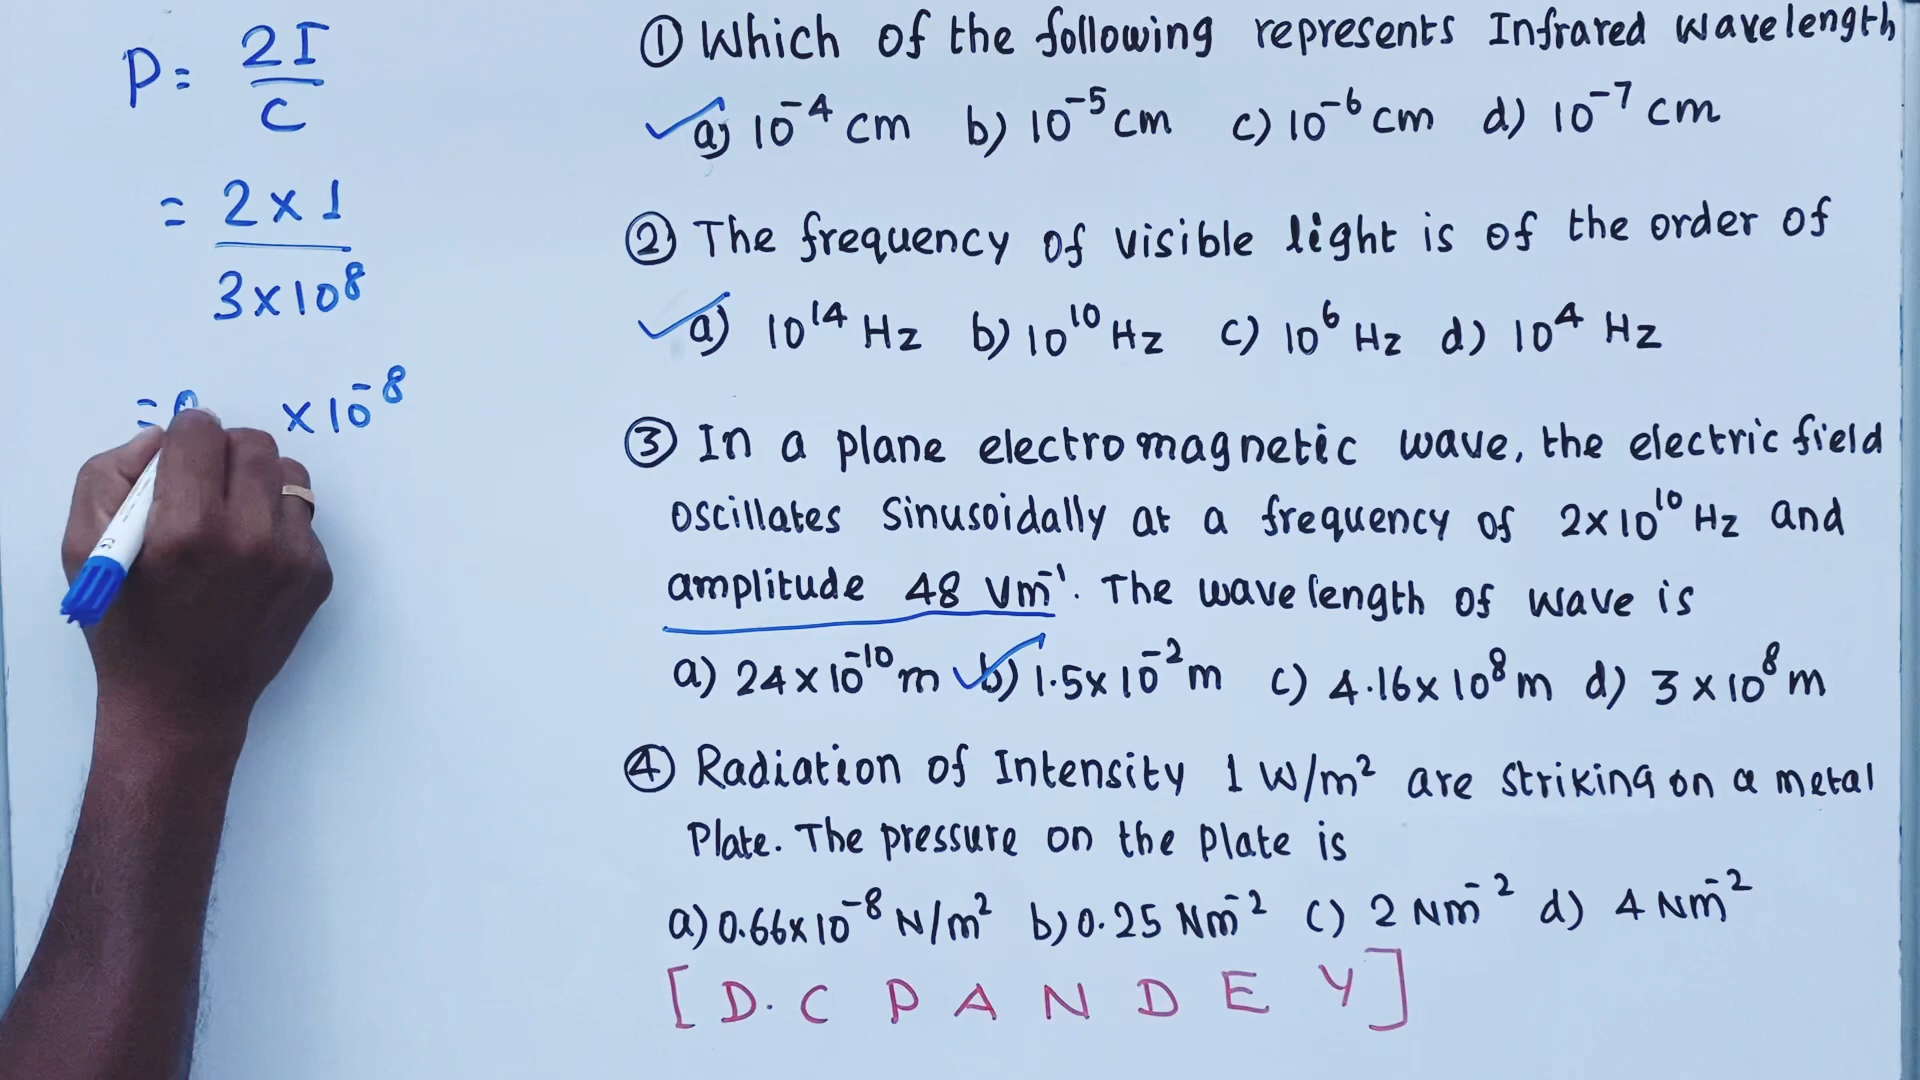 P = 2I / C
= 2 × 1 / 3 × 10⁸
= 0 × 10⁻⁸
① Which of the following represents Infrared wavelength
a) 10⁻⁴ cm b) 10⁻⁵ cm c) 10⁻⁶ cm d) 10⁻⁷ cm
② The frequency of visible light is of the order of
a) 10¹⁴ Hz b) 10¹⁰ Hz c) 10⁶ Hz d) 10⁴ Hz
③ In a plane electromagnetic wave, the electric field
oscillates sinusoidally at a frequency of 2×10¹⁰ Hz and
amplitude 48 Vm⁻¹. The wavelength of wave is
a) 24×10⁻¹⁰ m b) 1.5×10⁻² m c) 4.16×10⁸ m d) 3×10⁸ m
④ Radiation of Intensity 1 W/m² are striking on a metal
Plate. The pressure on the plate is
a) 0.66×10⁻⁸ N/m² b) 0.25 Nm⁻² c) 2 Nm⁻² d) 4 Nm⁻²
[D.C PANDEY]